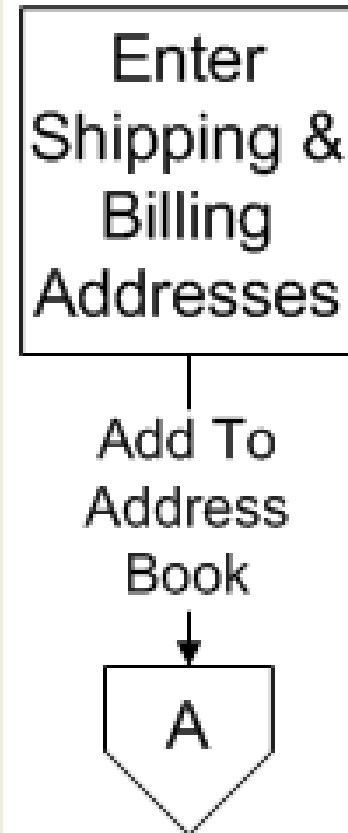 Enter
Shipping &
Billing
Addresses
Add To
Address
Book
A